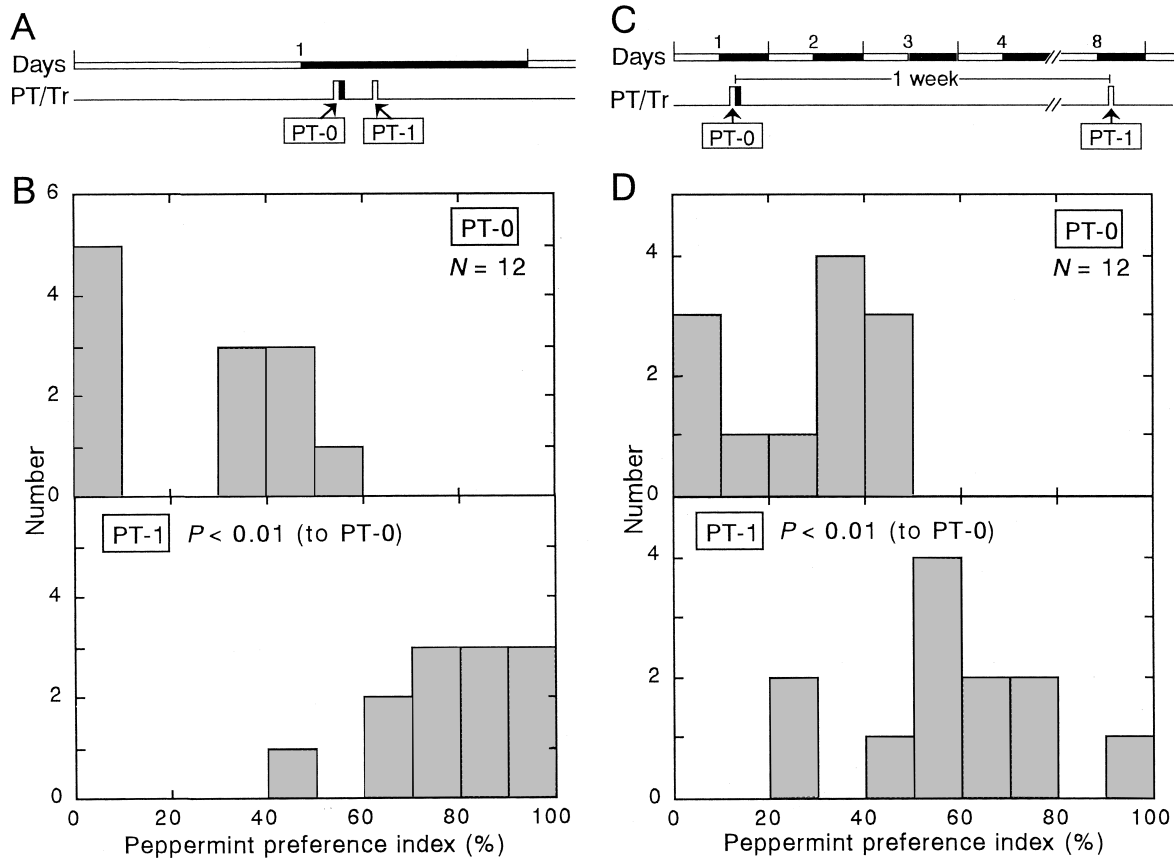 A
1
Days
PT/Tr
PT-0
PT-1
B
6
4
2
0
Number
PT-0
N = 12
PT-1
P < 0.01 (to PT-0)
4
2
0
0 20 40 60 80 100
Peppermint preference index (%)
C
1 2 3 4 8
Days
1 week
PT/Tr
PT-0
PT-1
D
4
2
0
Number
PT-0
N = 12
PT-1
P < 0.01 (to PT-0)
4
2
0
0 20 40 60 80 100
Peppermint preference index (%)